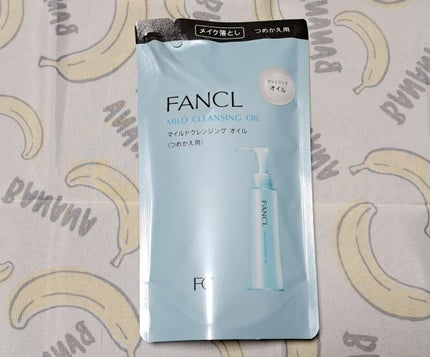 メイク落とし つめかえ用
FANCL
MILD CLEANSING OIL
マイルドクレンジング オイル
〈つめかえ用〉
クレンジング
オイル
FANCL
FC
BANANA
BANANA
BANANA
BANANA